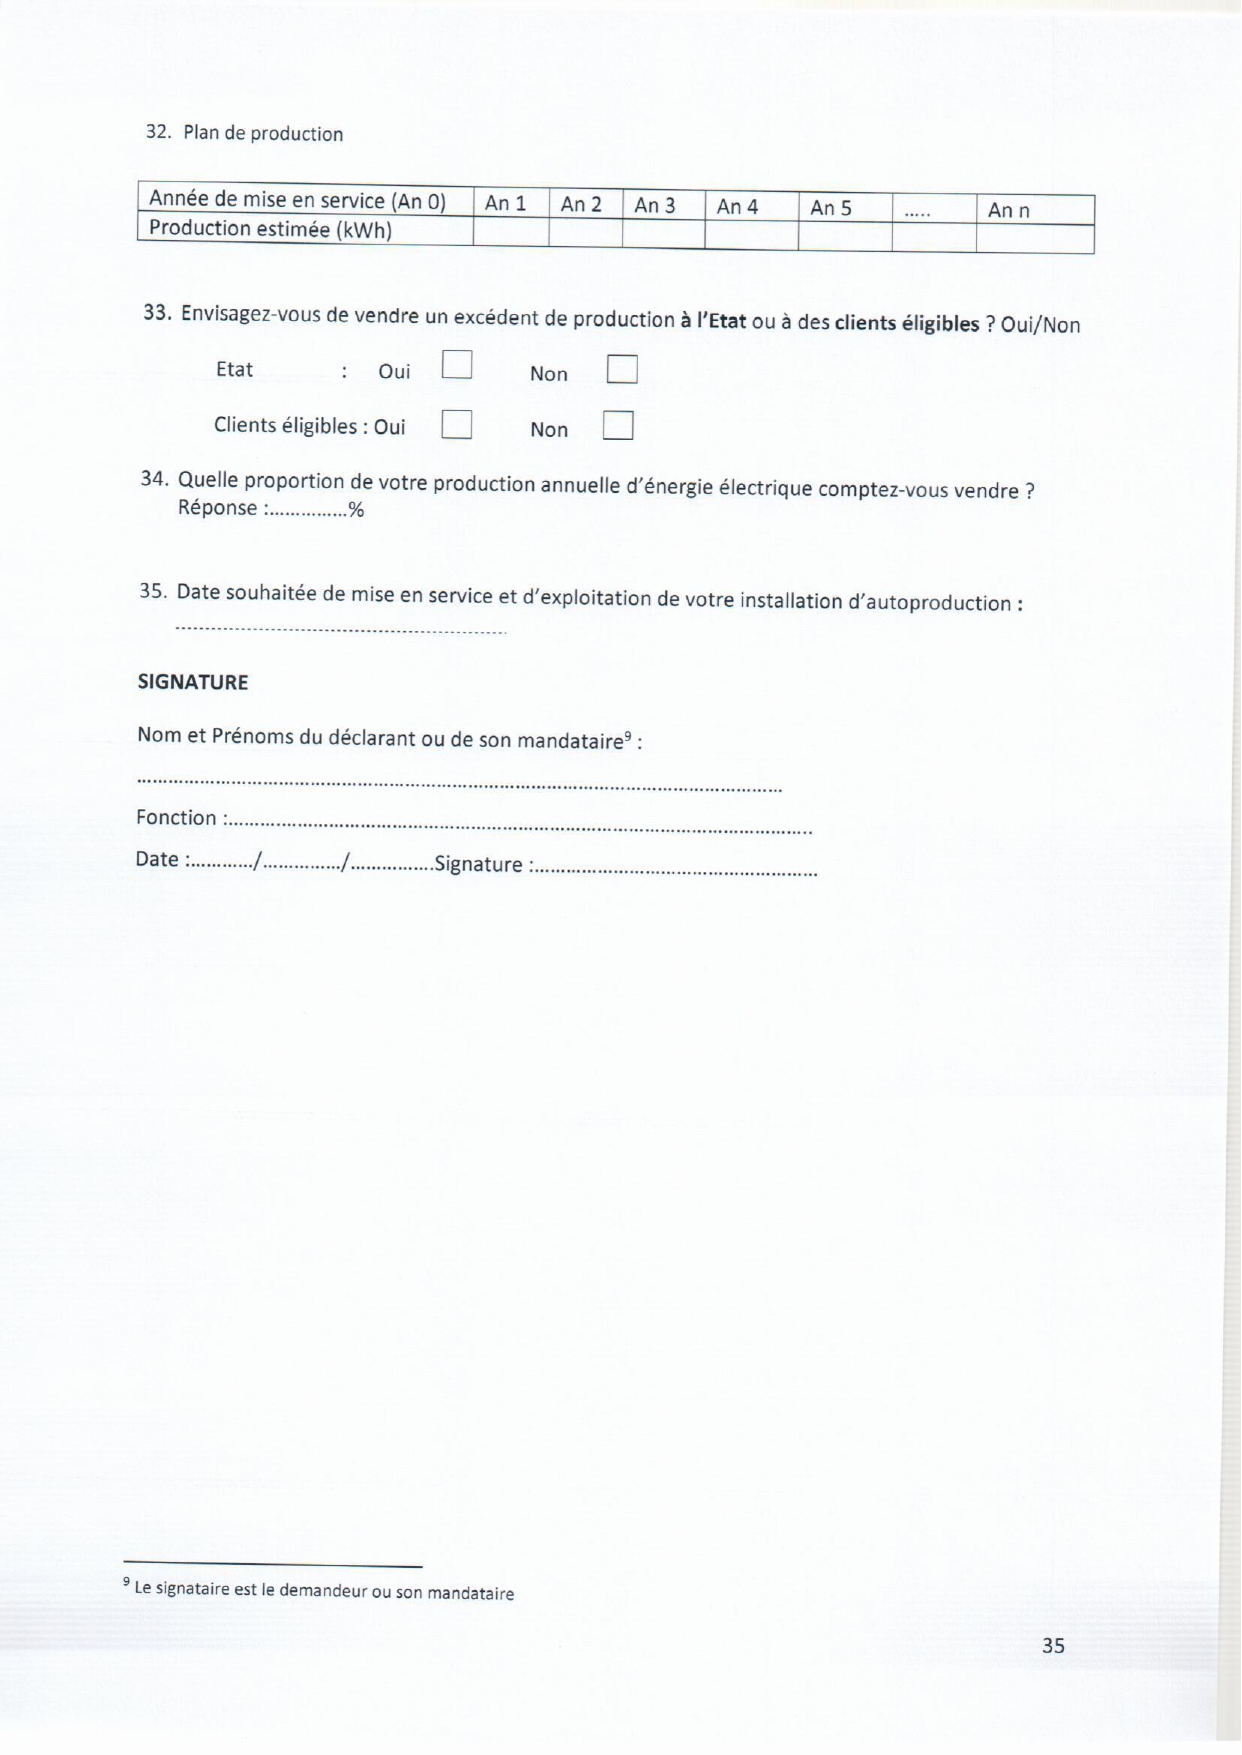 32. Plan de production
Année de mise en service (An 0) An 1 An 2 An 3 An 4 An 5 ..... An n
Production estimée (kWh)
33. Envisagez-vous de vendre un excédent de production à l'Etat ou à des clients éligibles ? Oui/Non
Etat : Oui Non
Clients éligibles : Oui Non
34. Quelle proportion de votre production annuelle d'énergie électrique comptez-vous vendre ?
Réponse :...............%
35. Date souhaitée de mise en service et d'exploitation de votre installation d'autoproduction :
......................................................
SIGNATURE
Nom et Prénoms du déclarant ou de son mandataire⁹ :
..............................................................................................................................
Fonction :.................................................................................................................
Date :............/.............../................Signature :.......................................................
⁹ Le signataire est le demandeur ou son mandataire
35